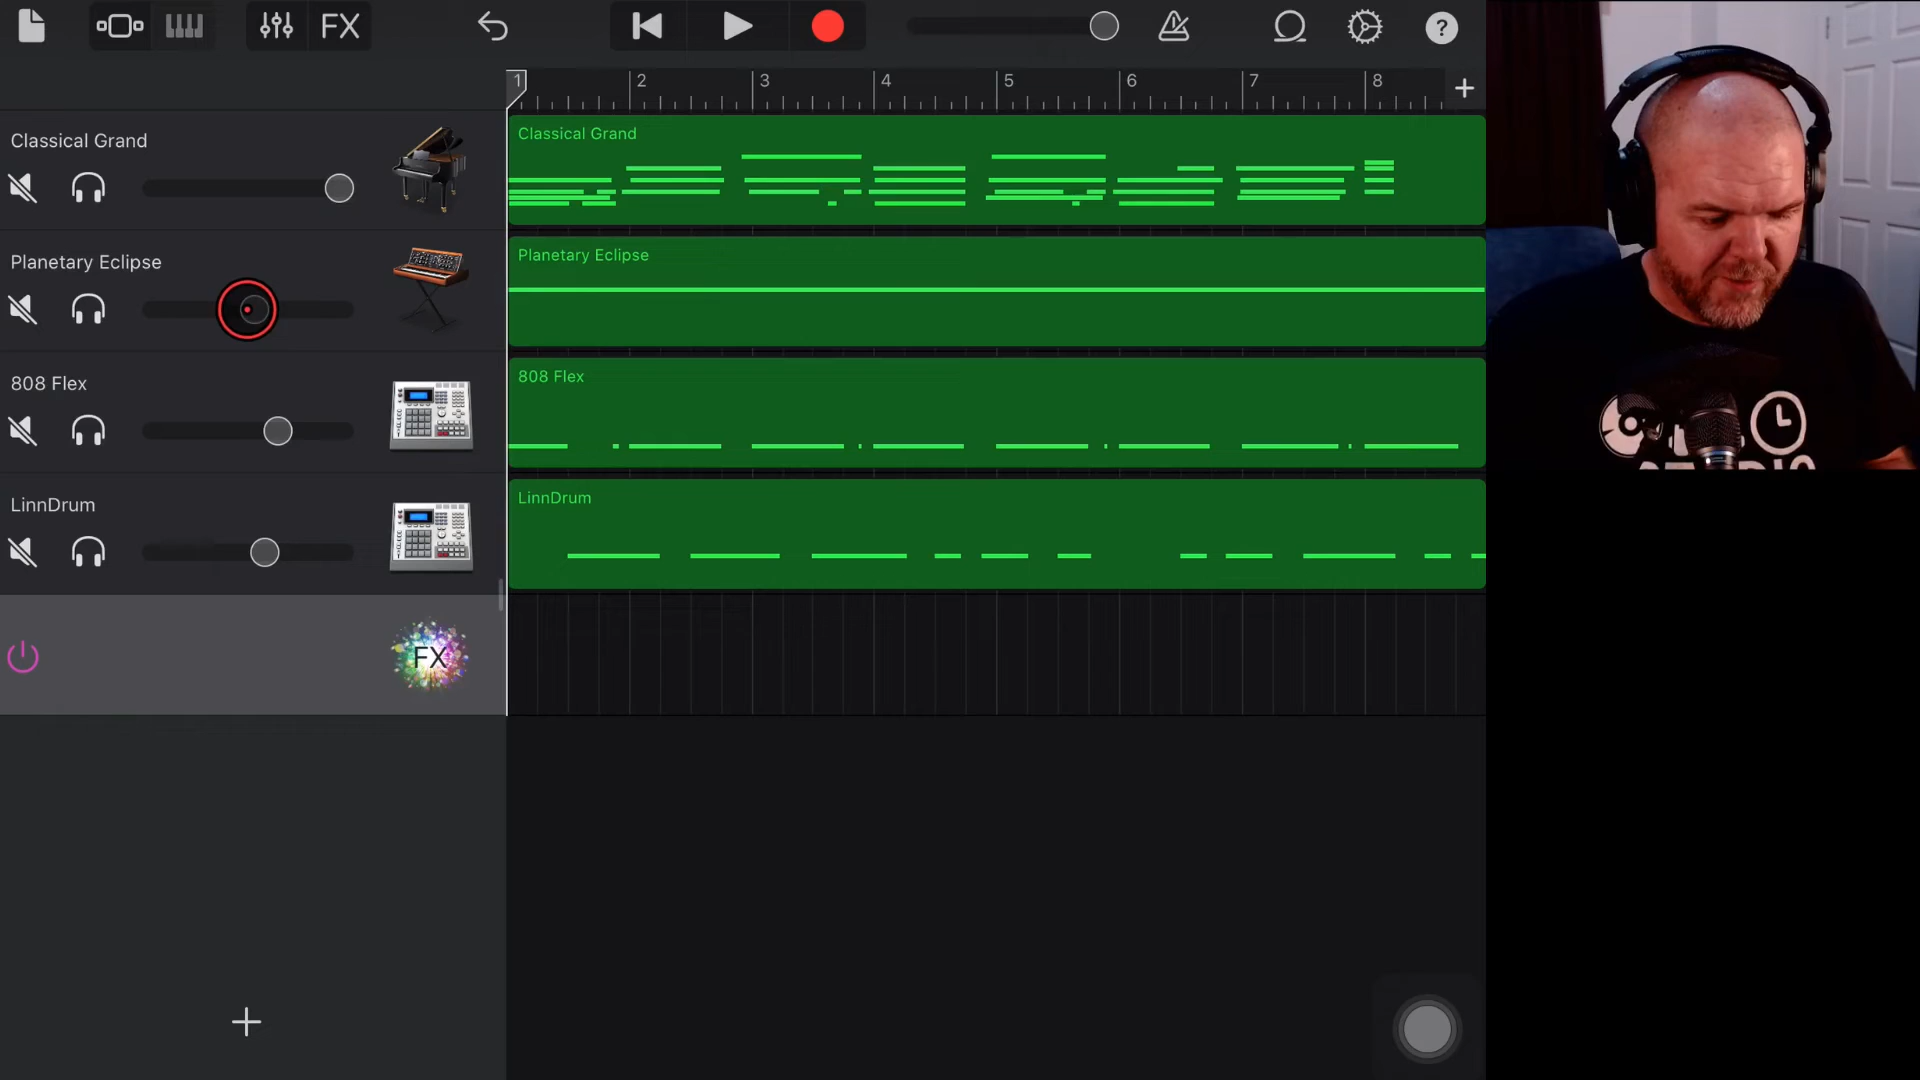 FX
?
1 2 3 4 5 6 7 8
Classical Grand
Classical Grand
Planetary Eclipse
Planetary Eclipse
808 Flex
808 Flex
LinnDrum
LinnDrum
FX